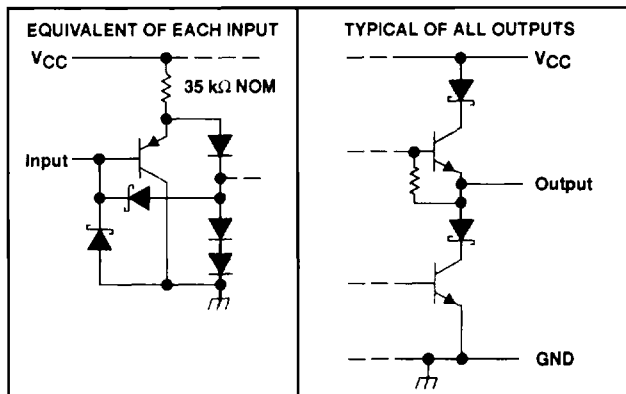 EQUIVALENT OF EACH INPUT
VCC
35 kΩ NOM
Input
TYPICAL OF ALL OUTPUTS
VCC
Output
GND